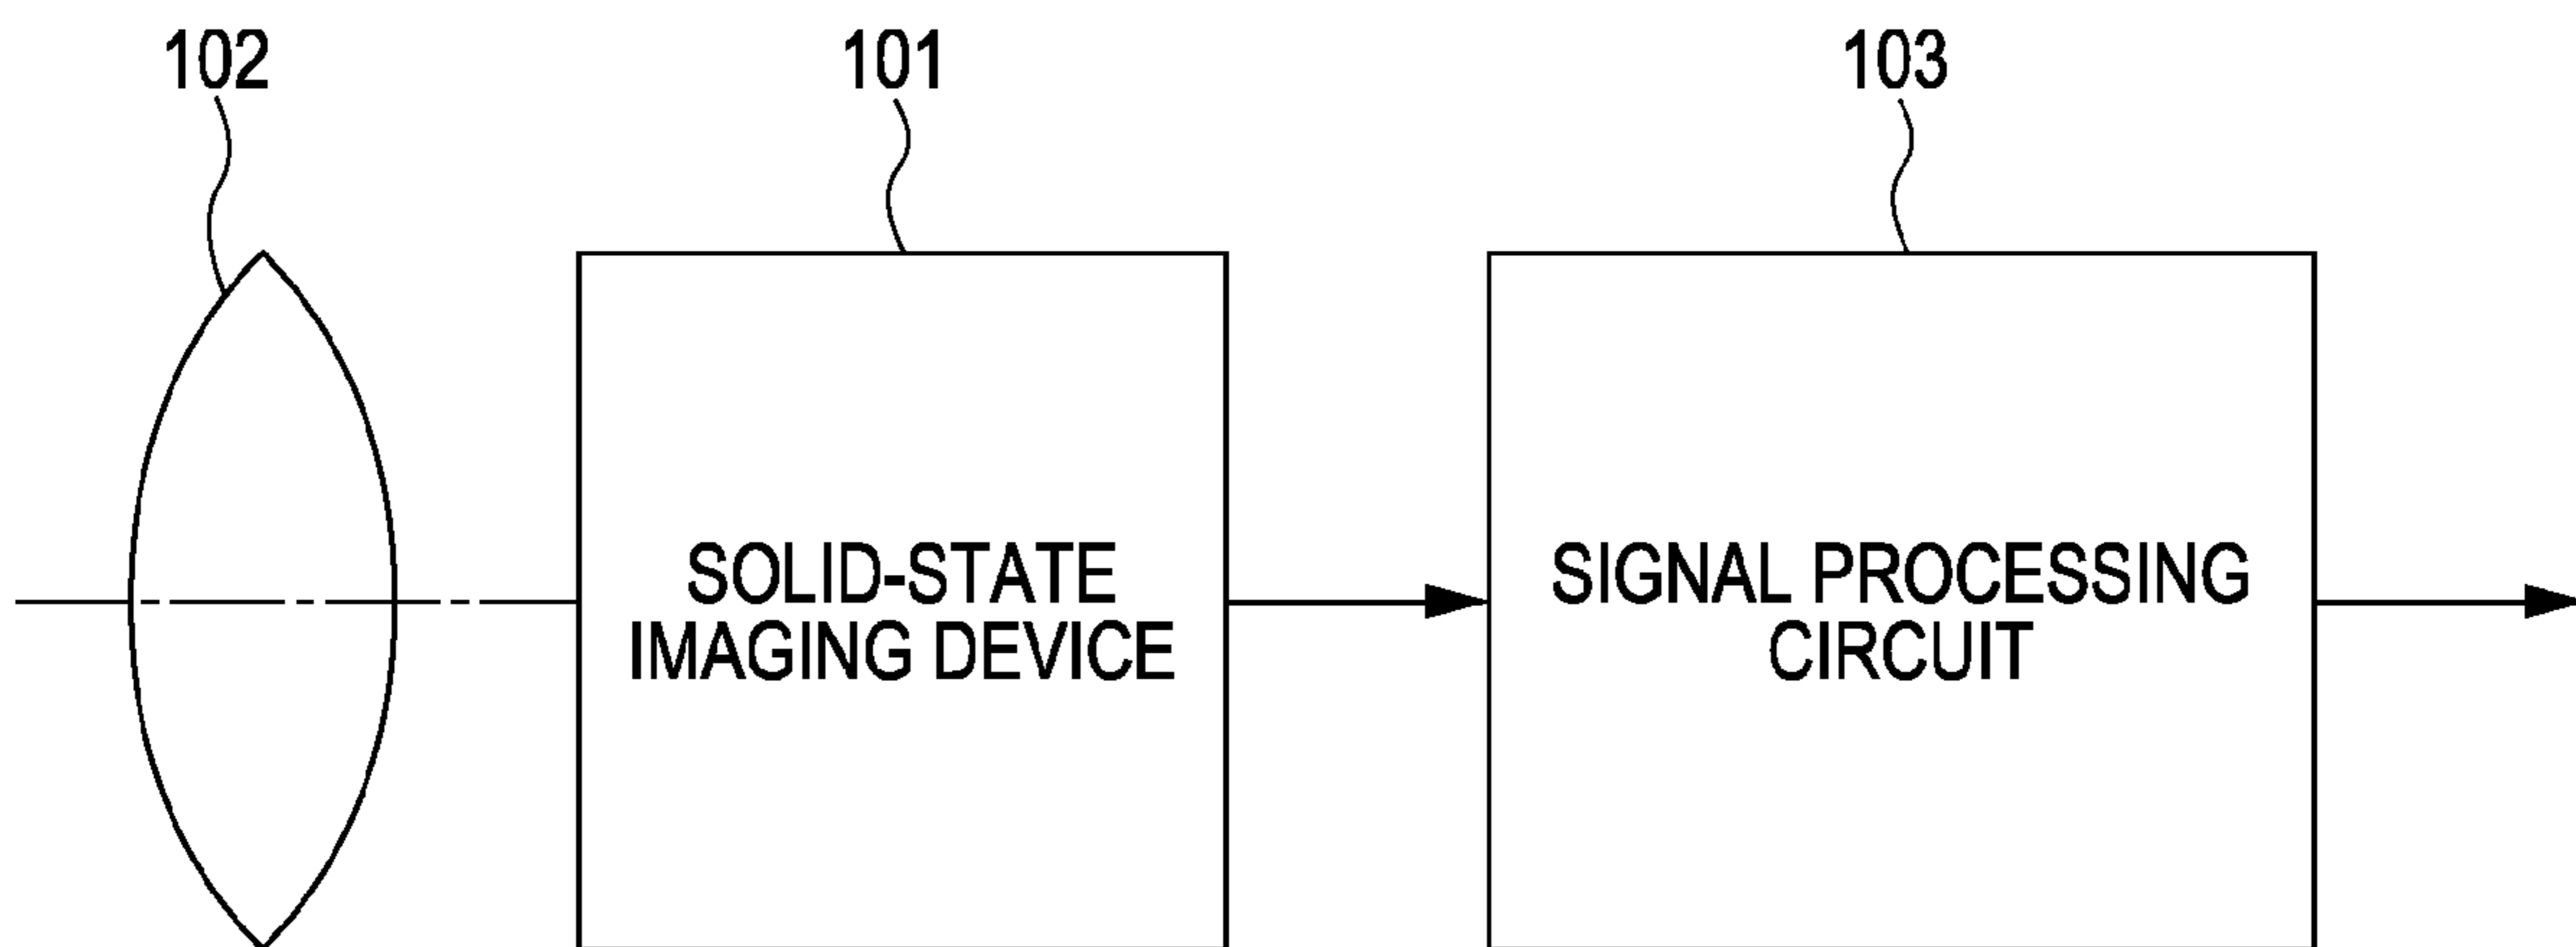 102
101
103
SOLID-STATE
IMAGING DEVICE
SIGNAL PROCESSING
CIRCUIT